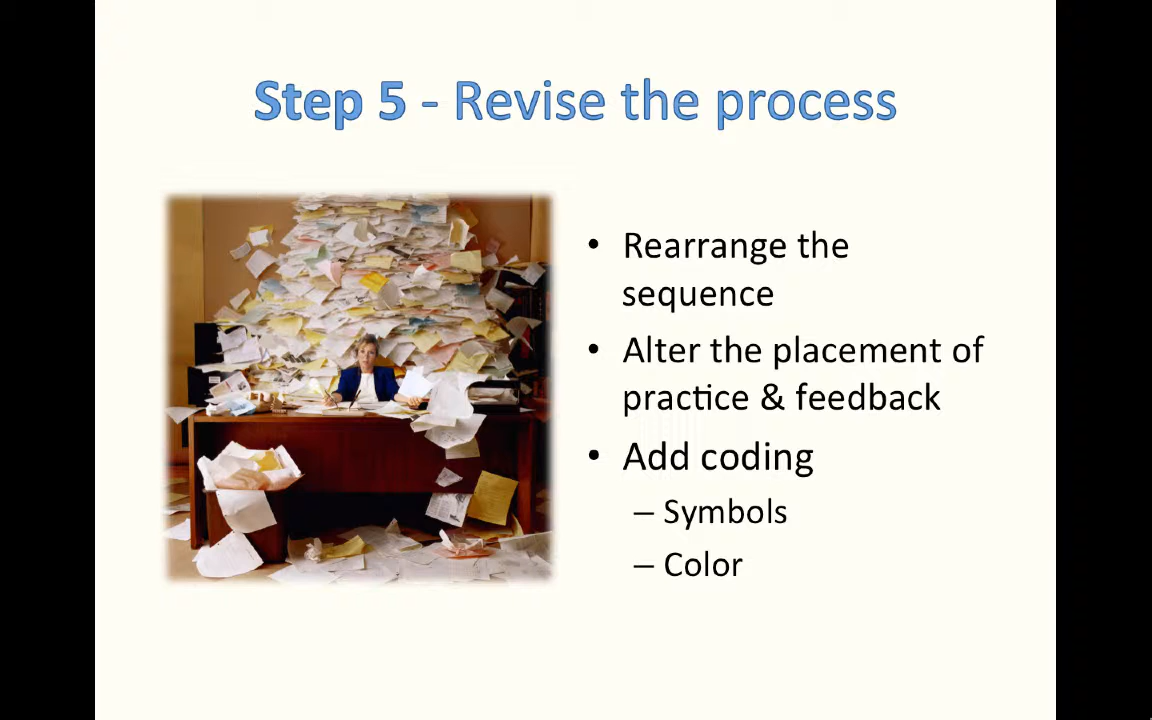 Step 5 - Revise the process
• Rearrange the
sequence
• Alter the placement of
practice & feedback
• Add coding
– Symbols
– Color